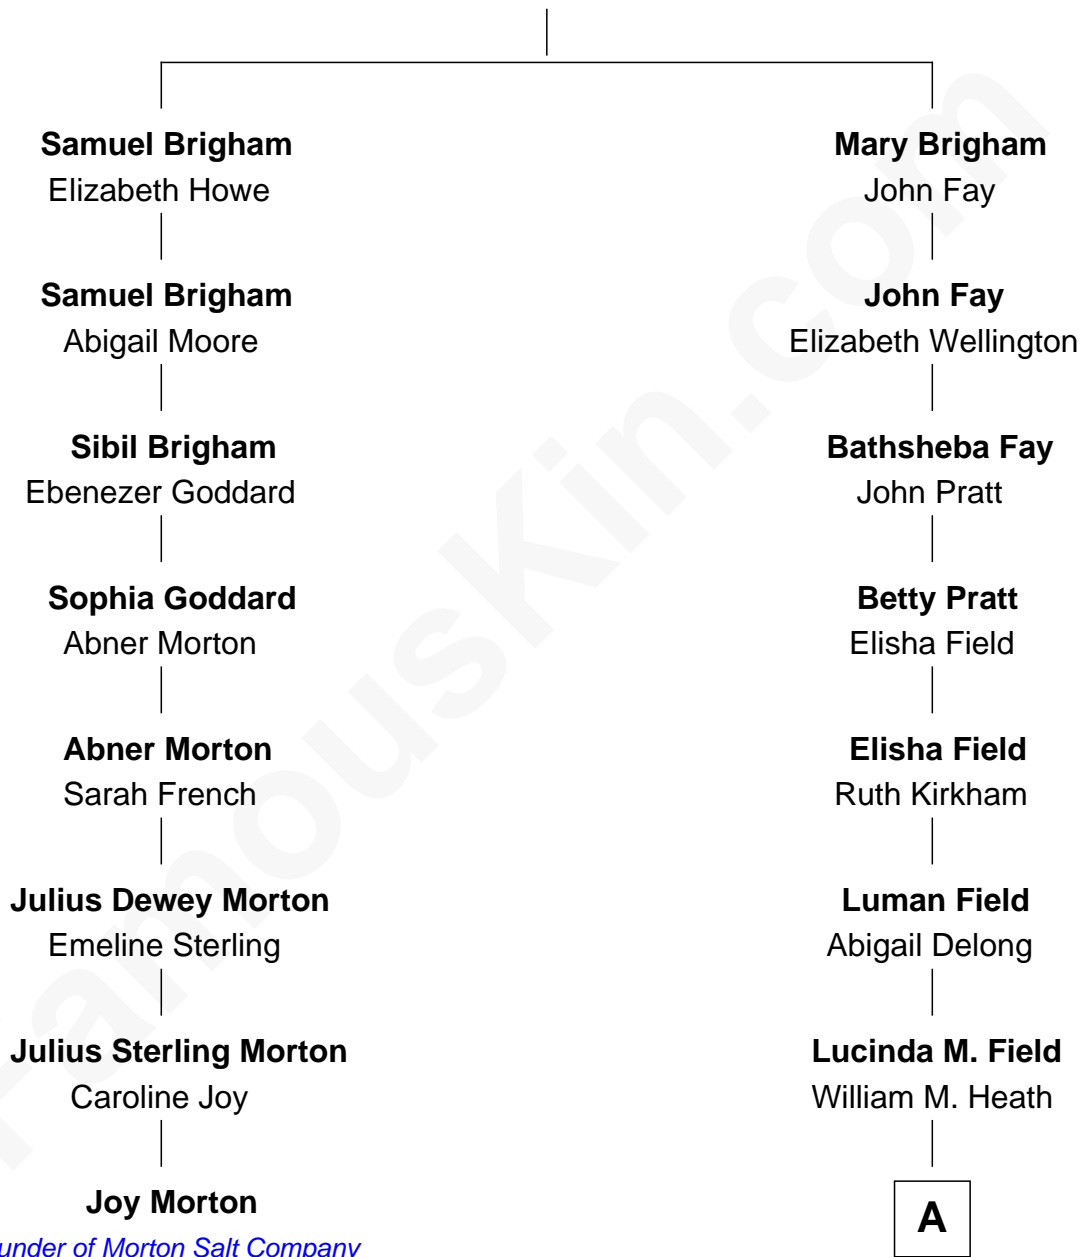 Samuel Brigham
Elizabeth Howe
Mary Brigham
John Fay
Samuel Brigham
Abigail Moore
John Fay
Elizabeth Wellington
Sibil Brigham
Ebenezer Goddard
Bathsheba Fay
John Pratt
Sophia Goddard
Abner Morton
Betty Pratt
Elisha Field
Abner Morton
Sarah French
Elisha Field
Ruth Kirkham
Julius Dewey Morton
Emeline Sterling
Luman Field
Abigail Delong
Julius Sterling Morton
Caroline Joy
Lucinda M. Field
William M. Heath
Joy Morton
under of Morton Salt Company
A
FamousKin.com